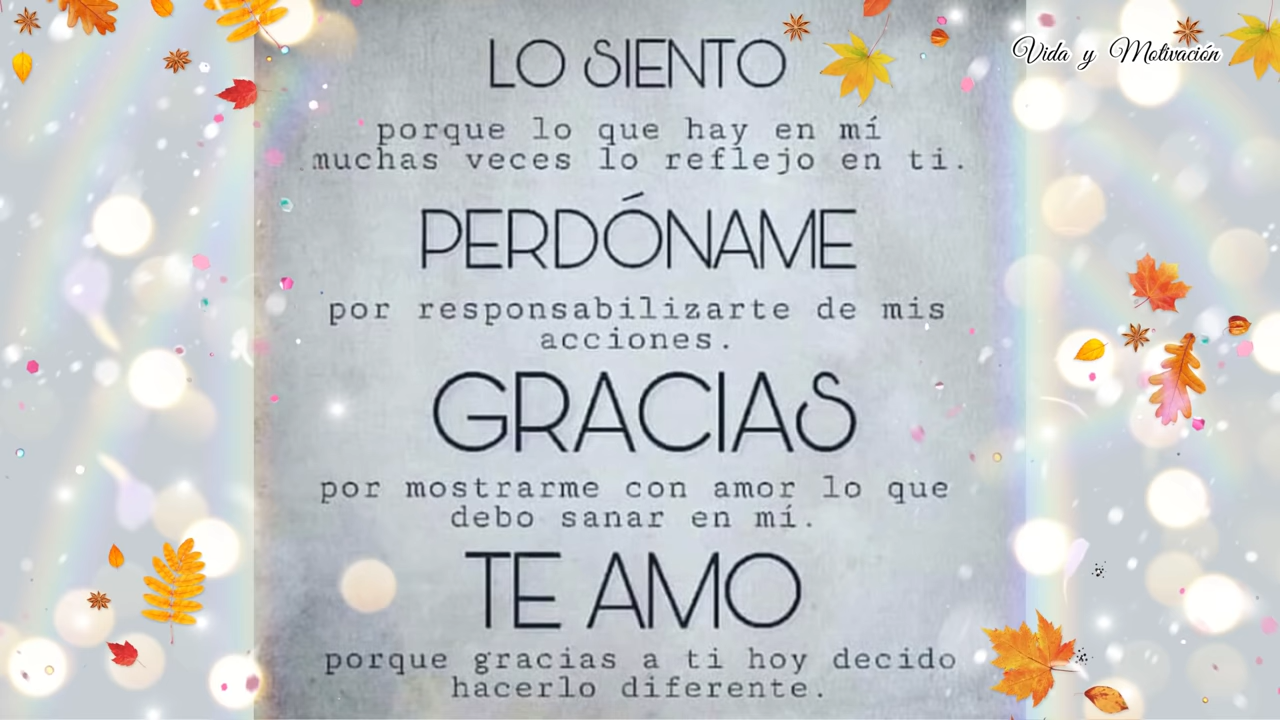 Vida y Motivación
LO SIENTO
porque lo que hay en mí
muchas veces lo reflejo en ti.
PERDÓNAME
por responsabilizarte de mis
acciones.
GRACIAS
por mostrarme con amor lo que
debo sanar en mí.
TE AMO
porque gracias a ti hoy decido
hacerlo diferente.